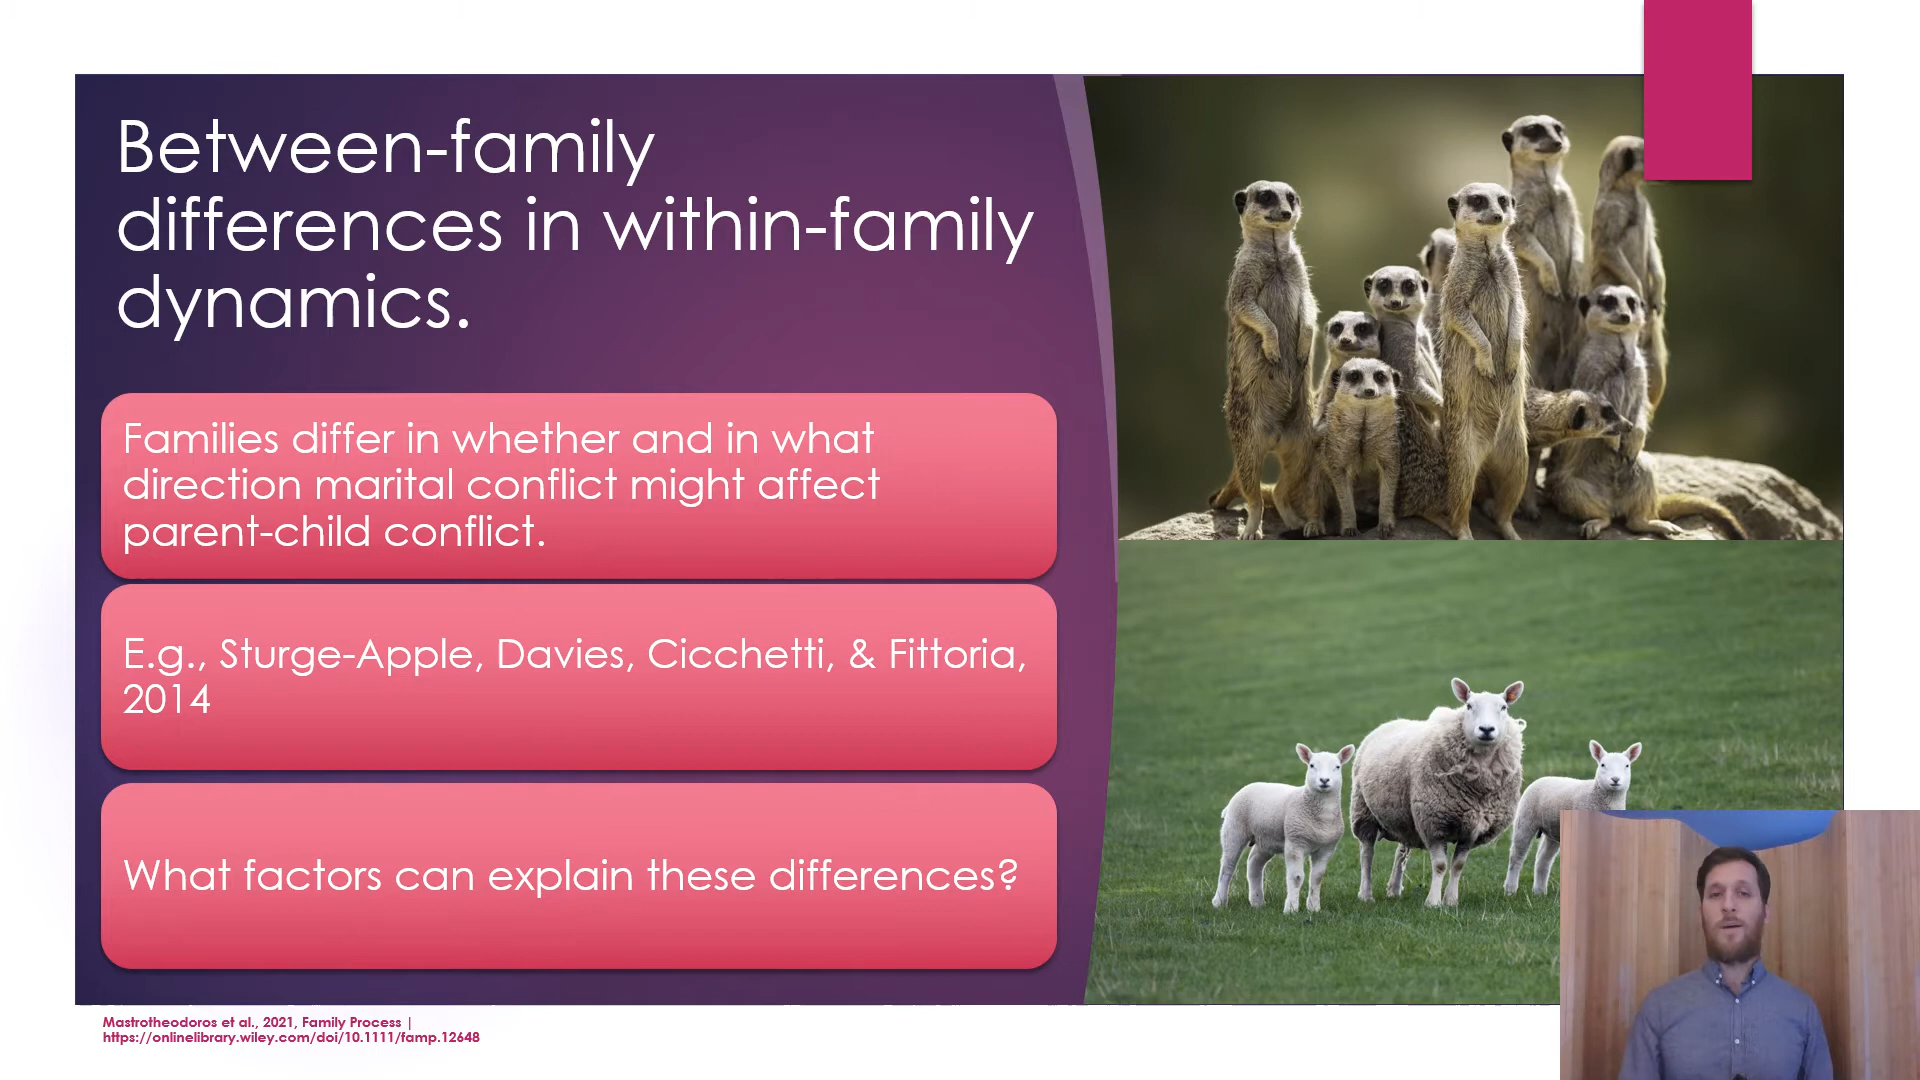 Between-family
differences in within-family
dynamics.
Families differ in whether and in what
direction marital conflict might affect
parent-child conflict.
E.g., Sturge-Apple, Davies, Cicchetti, & Fittoria,
2014
What factors can explain these differences?
Mastrotheodoros et al., 2021, Family Process |
https://onlinelibrary.wiley.com/doi/10.1111/famp.12648